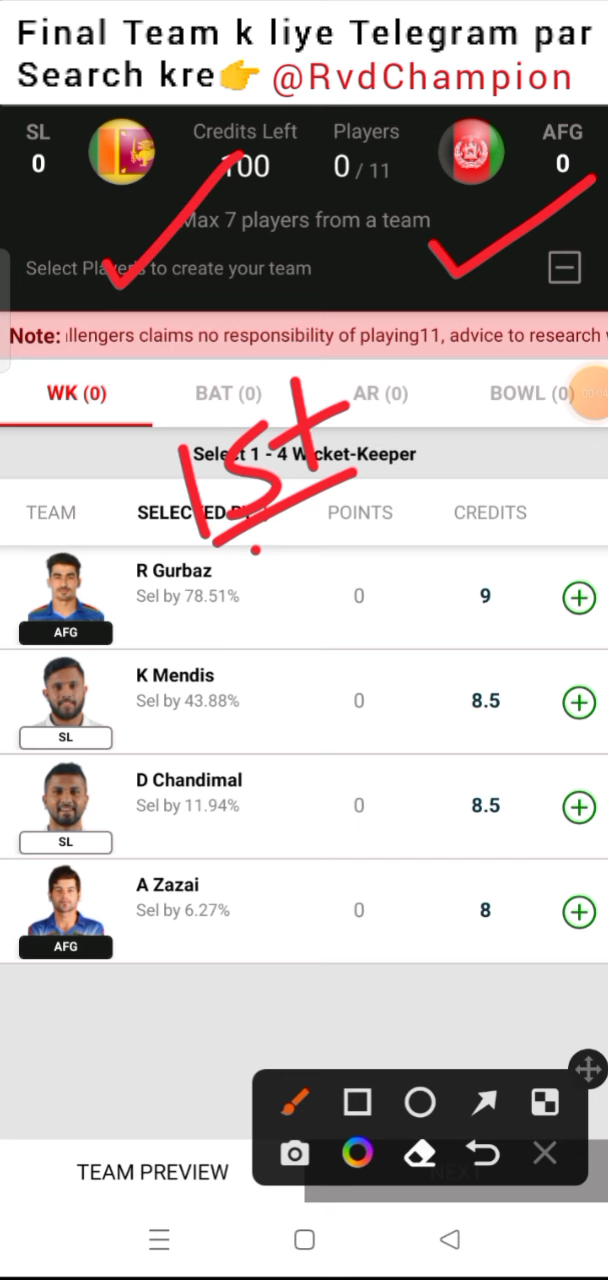 Final Team k liye Telegram par
Search kre👉 @RvdChampion
SL
Credits Left
Players
AFG
0
100
0 / 11
0
Max 7 players from a team
Select Players to create your team
Note: allengers claims no responsibility of playing11, advice to research
WK (0)
BAT (0)
AR (0)
BOWL (0)
1st
Select 1 - 4 Wicket-Keeper
TEAM
SELECTED BY
POINTS
CREDITS
R Gurbaz
Sel by 78.51%
0
9
AFG
K Mendis
Sel by 43.88%
0
8.5
SL
D Chandimal
Sel by 11.94%
0
8.5
SL
A Zazai
Sel by 6.27%
0
8
AFG
TEAM PREVIEW
NEXT